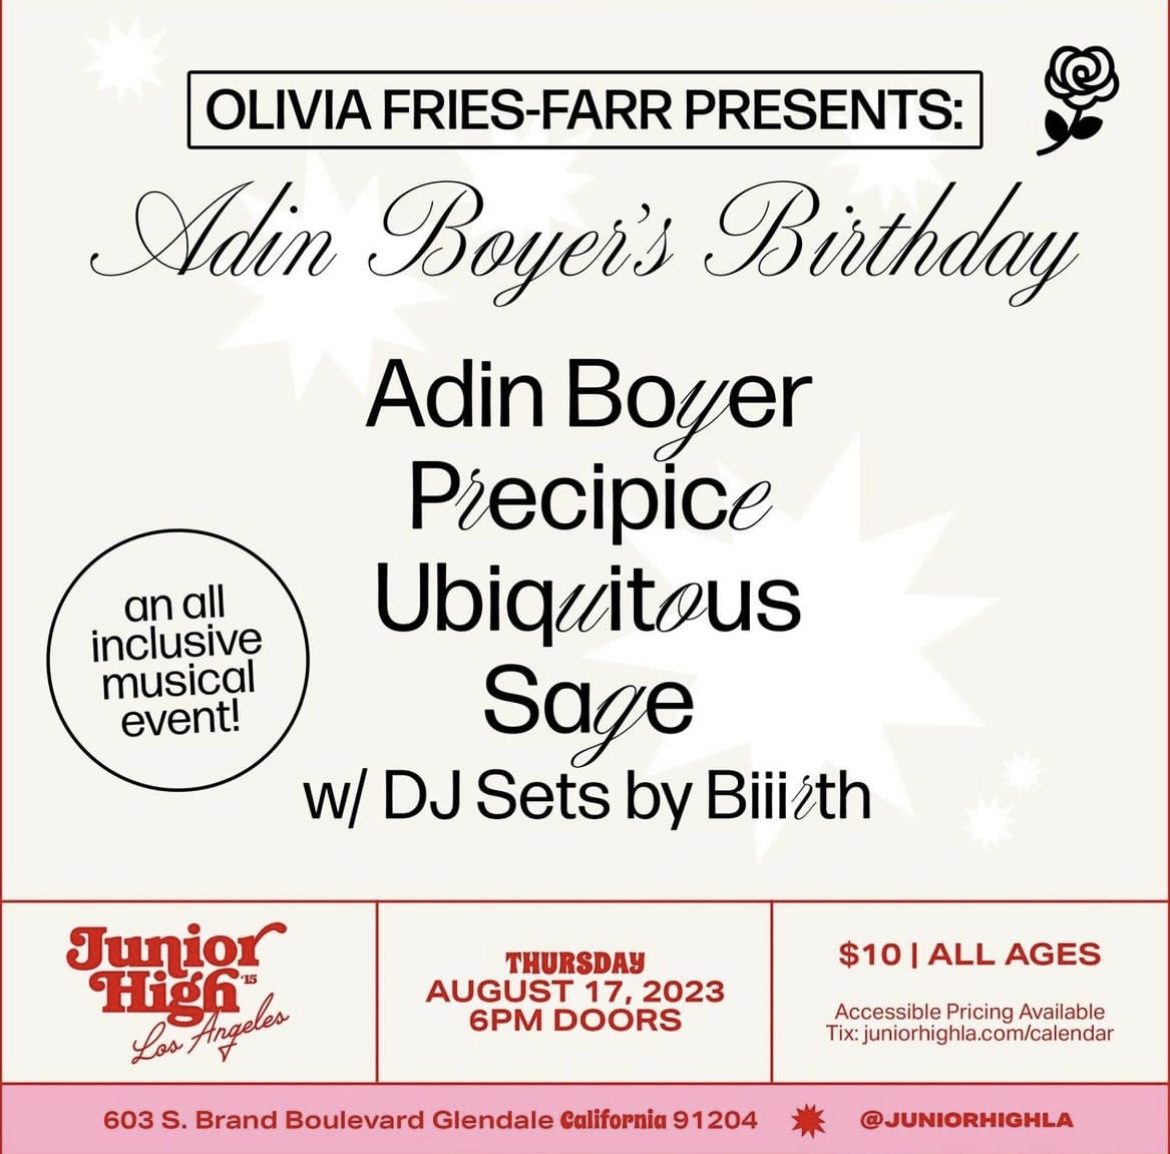 OLIVIA FRIES-FARR PRESENTS:
Adin Boyer's Birthday
Adin Boyer
Precipice
Ubiquitous
Sage
w/ DJ Sets by Biiirth
an all
inclusive
musical
event!
Junior
High '15
Los Angeles
THURSDAY
AUGUST 17, 2023
6PM DOORS
$10 | ALL AGES
Accessible Pricing Available
Tix: juniorhighla.com/calendar
603 S. Brand Boulevard Glendale California 91204
@JUNIORHIGHLA